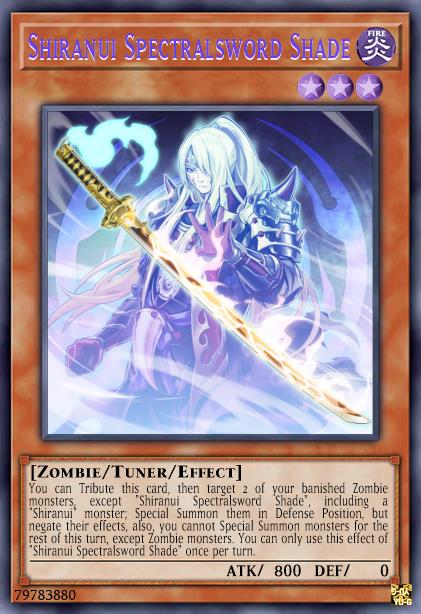 Shiranui Spectralsword Shade
FIRE
炎
[Zombie/Tuner/Effect]
You can Tribute this card, then target 2 of your banished Zombie
monsters, except "Shiranui Spectralsword Shade", including a
"Shiranui" monster; Special Summon them in Defense Position, but
negate their effects, also, you cannot Special Summon monsters for the
rest of this turn, except Zombie monsters. You can only use this effect of
"Shiranui Spectralsword Shade" once per turn.
ATK/ 800 DEF/ 0
79783880